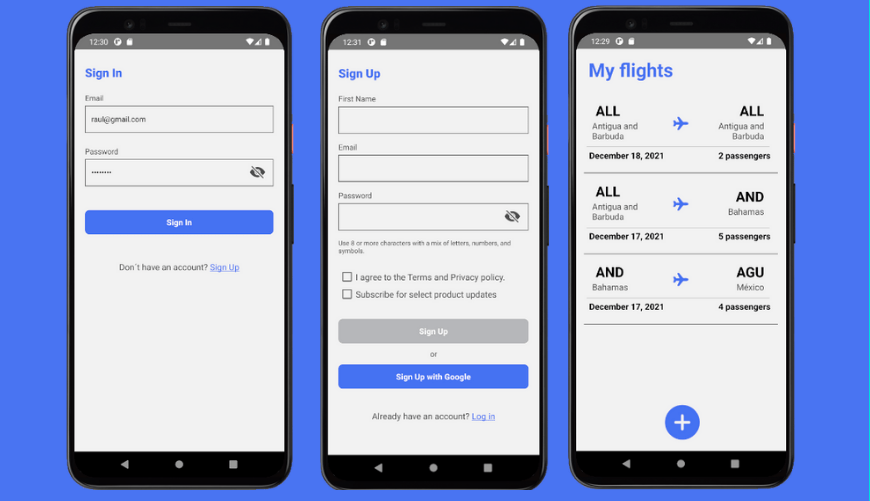 12:30
Sign In
Email
raul@gmail.com
Password
••••••••
Sign In
Don´t have an account? Sign Up
12:31
Sign Up
First Name
Email
Password
Use 8 or more characters with a mix of letters, numbers, and
symbols.
I agree to the Terms and Privacy policy.
Subscribe for select product updates
Sign Up
or
Sign Up with Google
Already have an account? Log in
12:29
My flights
ALL ALL
Antigua and Antigua and
Barbuda Barbuda
December 18, 2021 2 passengers
ALL AND
Antigua and Bahamas
Barbuda
December 17, 2021 5 passengers
AND AGU
Bahamas México
December 17, 2021 4 passengers